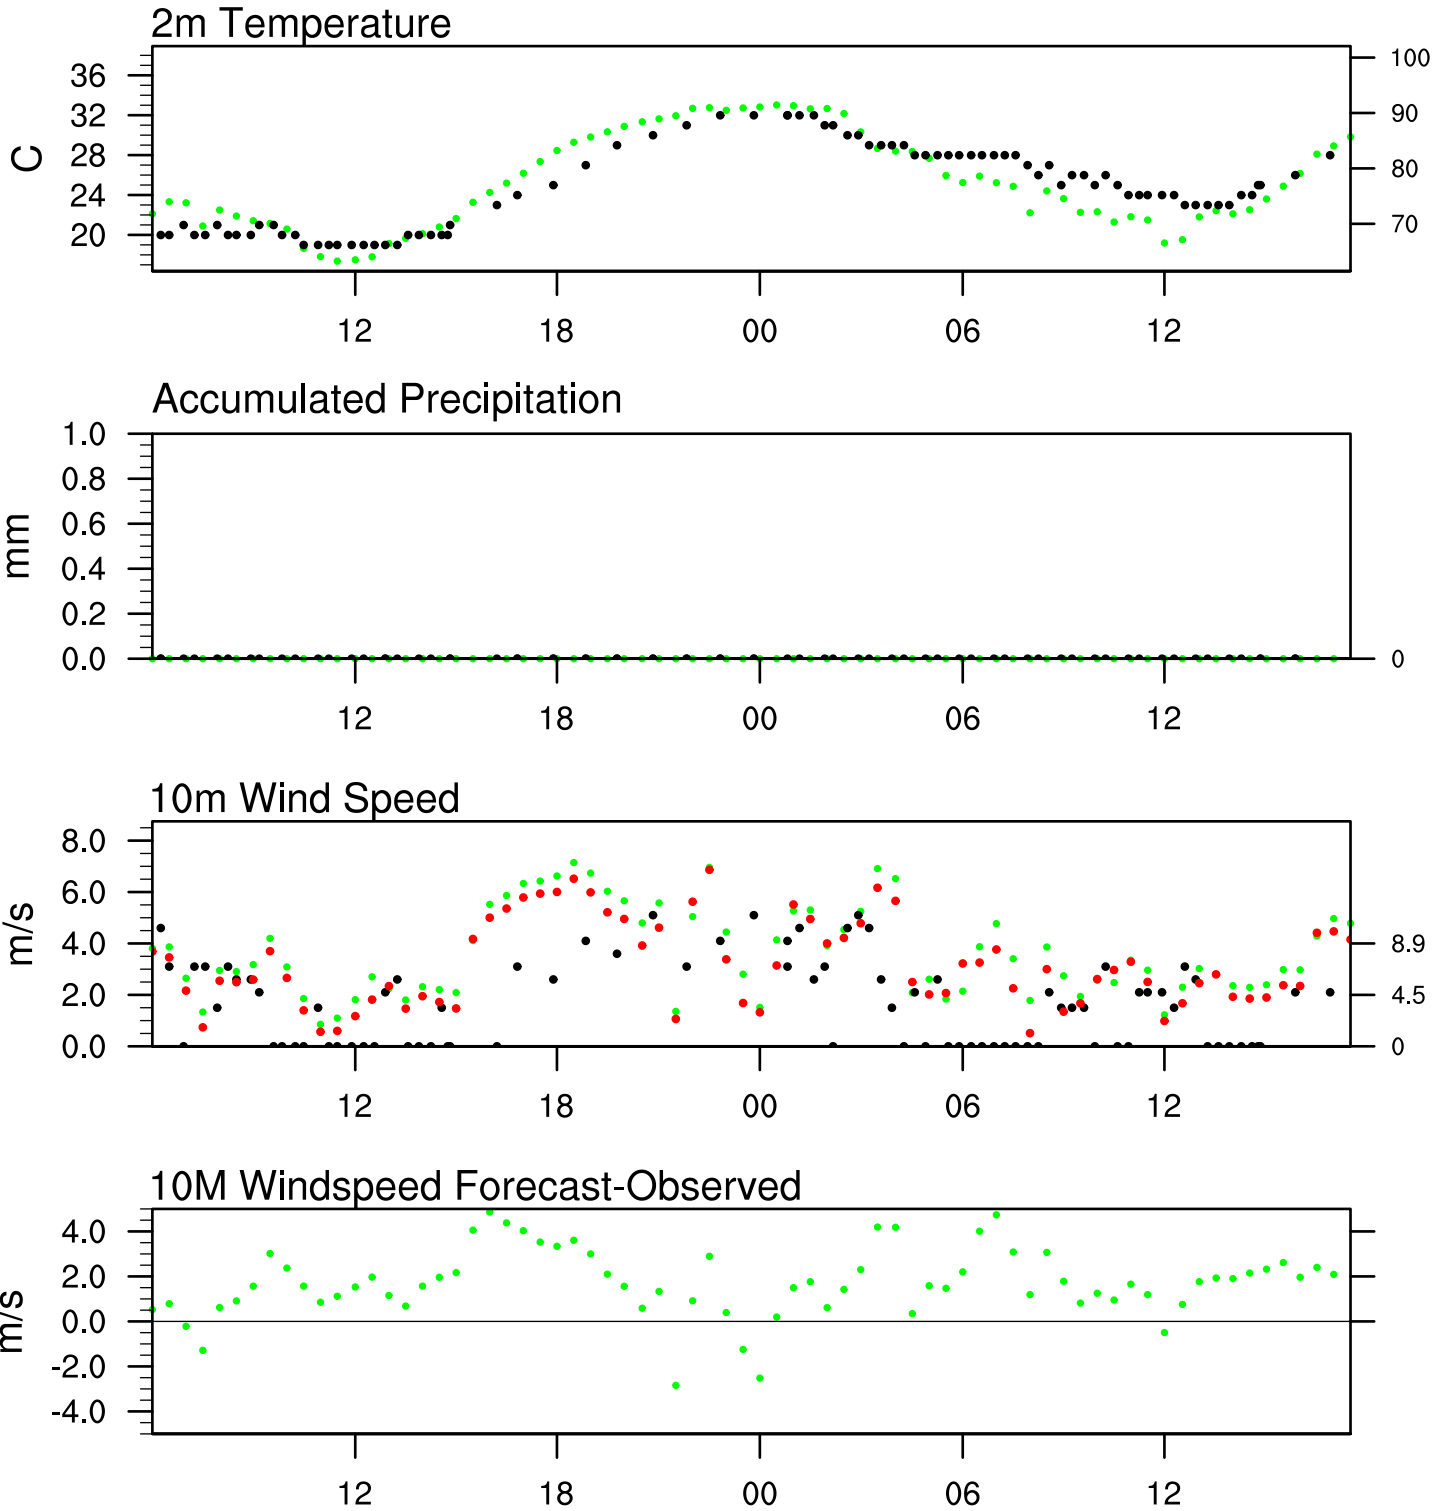 2m Temperature
36 100
32 90
C
28 80
24
20 70
12 18 00 06 12
Accumulated Precipitation
1.0
0.8
0.6
mm
0.4
0.2
0.0 0
12 18 00 06 12
10m Wind Speed
8.0
6.0
m/s
4.0 8.9
2.0 4.5
0.0 0
12 18 00 06 12
10M Windspeed Forecast-Observed
4.0
2.0
m/s
0.0
-2.0
-4.0
12 18 00 06 12